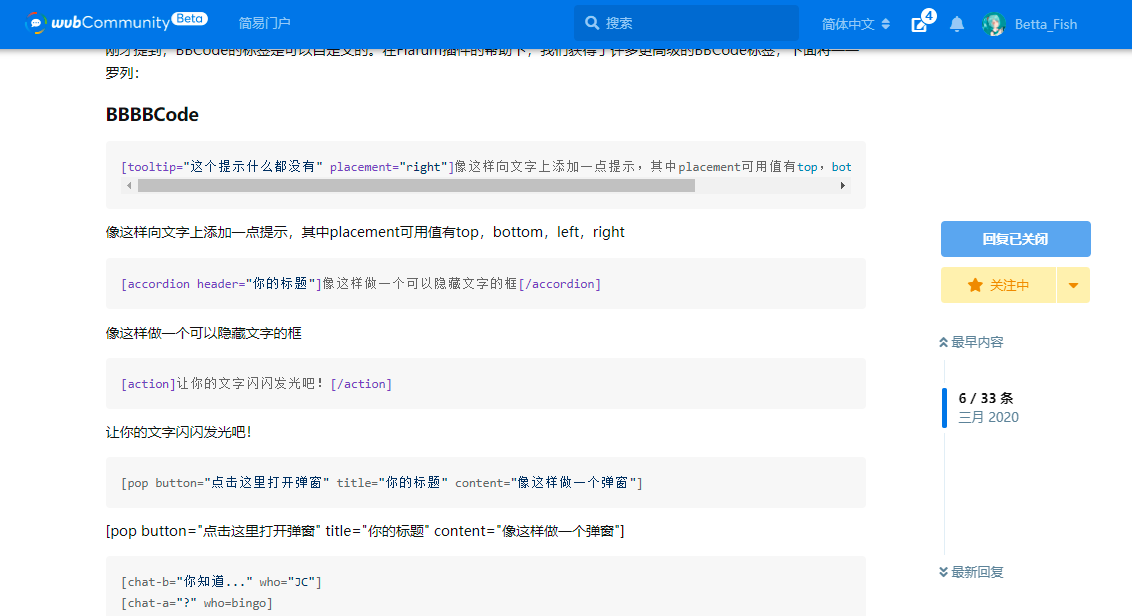 wubCommunity Beta
简易门户
搜索
简体中文
4
Betta_Fish
刚才提到，BBCode的标签是可以自定义的。在Flarum插件的帮助下，我们获得了许多更高级的BBCode标签，下面将一一
罗列：
BBBBCode
[tooltip="这个提示什么都没有" placement="right"]像这样向文字上添加一点提示，其中placement可用值有top，bot
像这样向文字上添加一点提示，其中placement可用值有top，bottom，left，right
[accordion header="你的标题"]像这样做一个可以隐藏文字的框[/accordion]
像这样做一个可以隐藏文字的框
[action]让你的文字闪闪发光吧！[/action]
让你的文字闪闪发光吧！
[pop button="点击这里打开弹窗" title="你的标题" content="像这样做一个弹窗"]
[pop button="点击这里打开弹窗" title="你的标题" content="像这样做一个弹窗"]
[chat-b="你知道..." who="JC"]
[chat-a="?" who=bingo]
回复已关闭
关注中
最早内容
6 / 33 条
三月 2020
最新回复